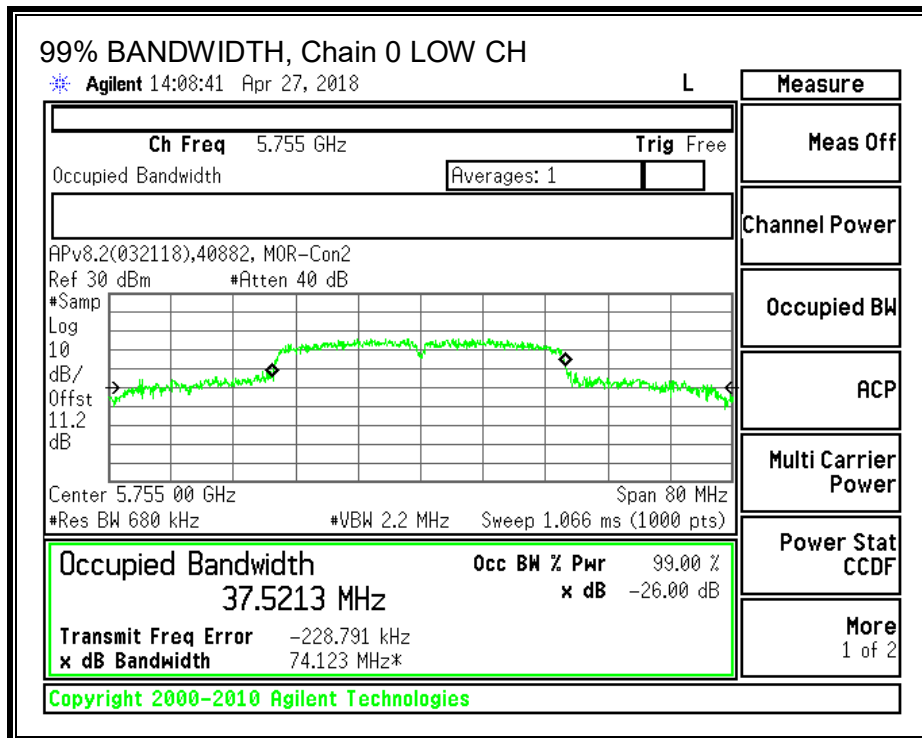 99% BANDWIDTH, Chain 0 LOW CH
Agilent 14:08:41 Apr 27, 2018 L
Measure
Ch Freq 5.755 GHz Trig Free
Meas Off
Occupied Bandwidth Averages: 1
Channel Power
APv8.2(032118),40882, MOR-Con2
Ref 30 dBm #Atten 40 dB
#Samp
Log
10
dB/
Offst
11.2
dB
Occupied BW
ACP
Multi Carrier
Power
Center 5.755 00 GHz Span 80 MHz
#Res BW 680 kHz #VBW 2.2 MHz Sweep 1.066 ms (1000 pts)
Power Stat
CCDF
Occupied Bandwidth Occ BW % Pwr 99.00 %
37.5213 MHz x dB -26.00 dB
Transmit Freq Error -228.791 kHz
x dB Bandwidth 74.123 MHz*
More
1 of 2
Copyright 2000-2010 Agilent Technologies